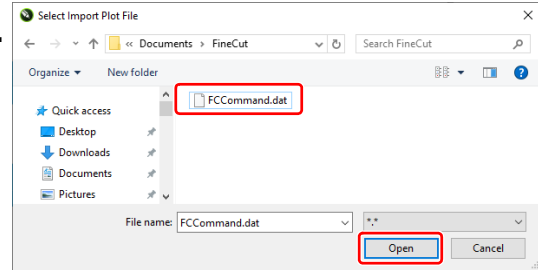 Select Import Plot File
« Documents › FineCut
Search FineCut
Organize
New folder
Quick access
Desktop
Downloads
Documents
Pictures
FCCommand.dat
File name: FCCommand.dat
*.*
Open
Cancel